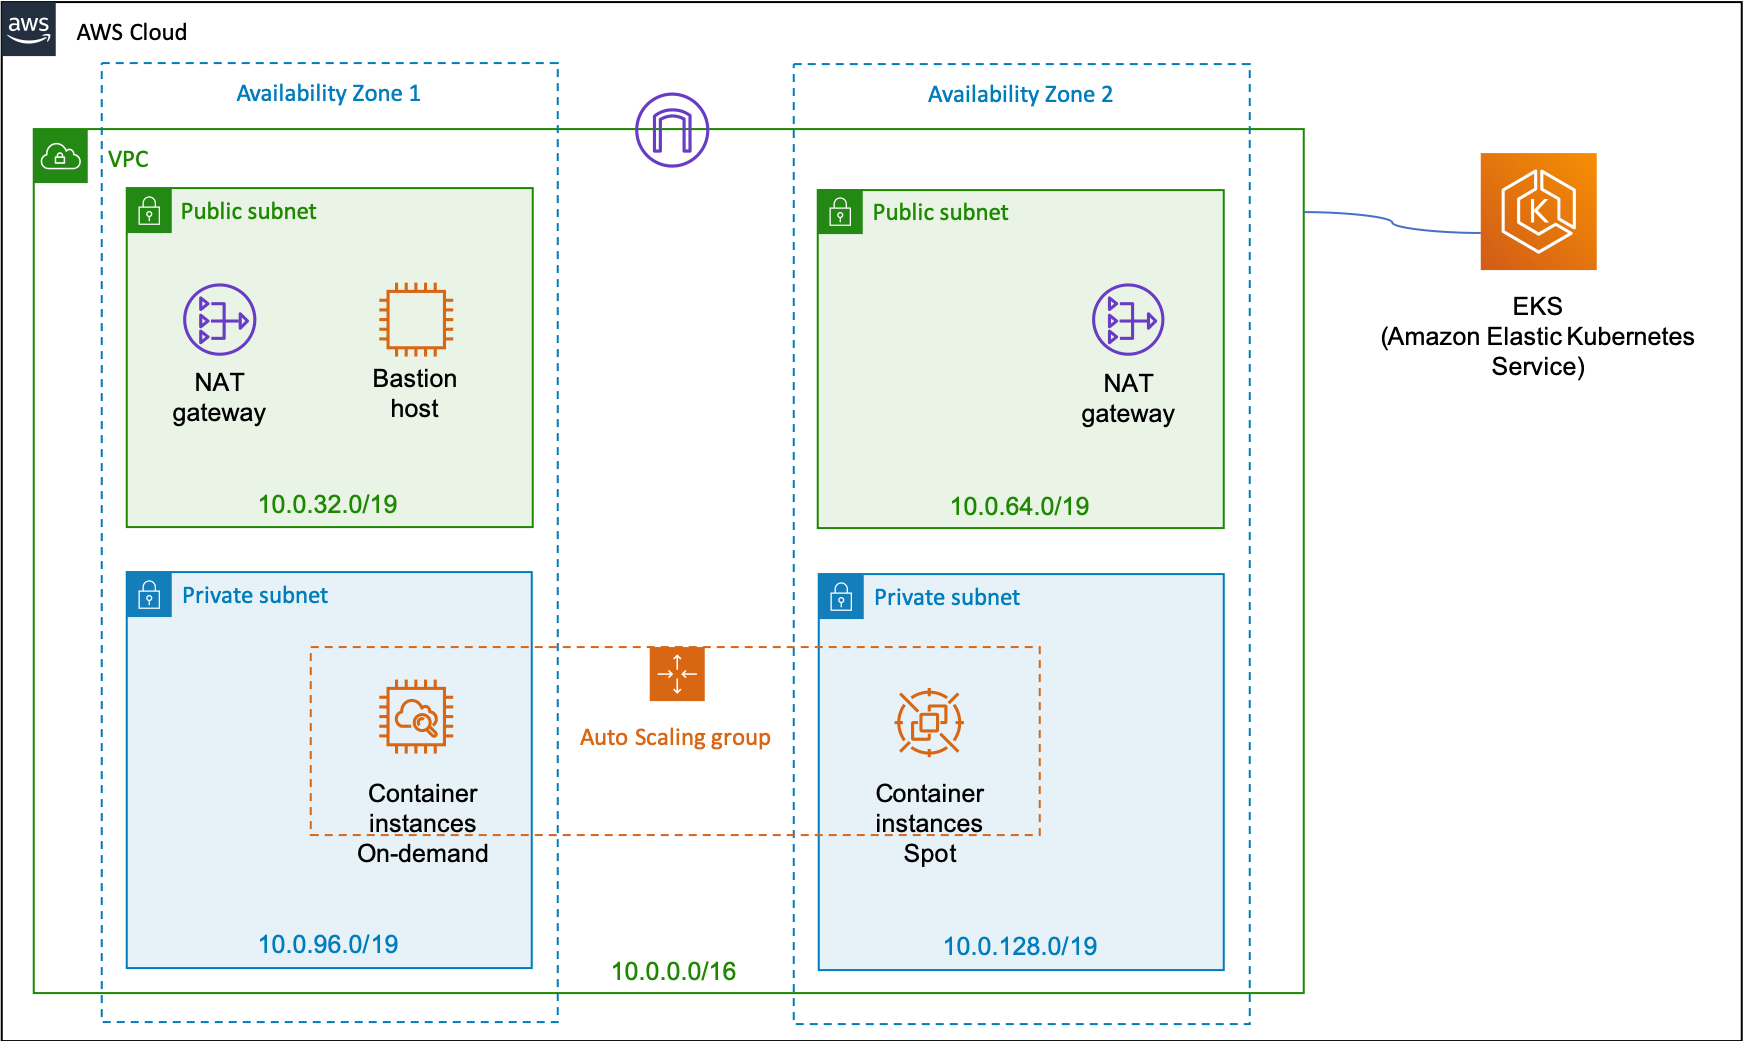 aws
AWS Cloud
Availability Zone 1
Availability Zone 2
VPC
Public subnet
NAT
gateway
Bastion
host
10.0.32.0/19
Public subnet
NAT
gateway
10.0.64.0/19
K
EKS
(Amazon Elastic Kubernetes
Service)
Private subnet
Container
instances
On-demand
10.0.96.0/19
Auto Scaling group
Private subnet
Container
instances
Spot
10.0.128.0/19
10.0.0.0/16